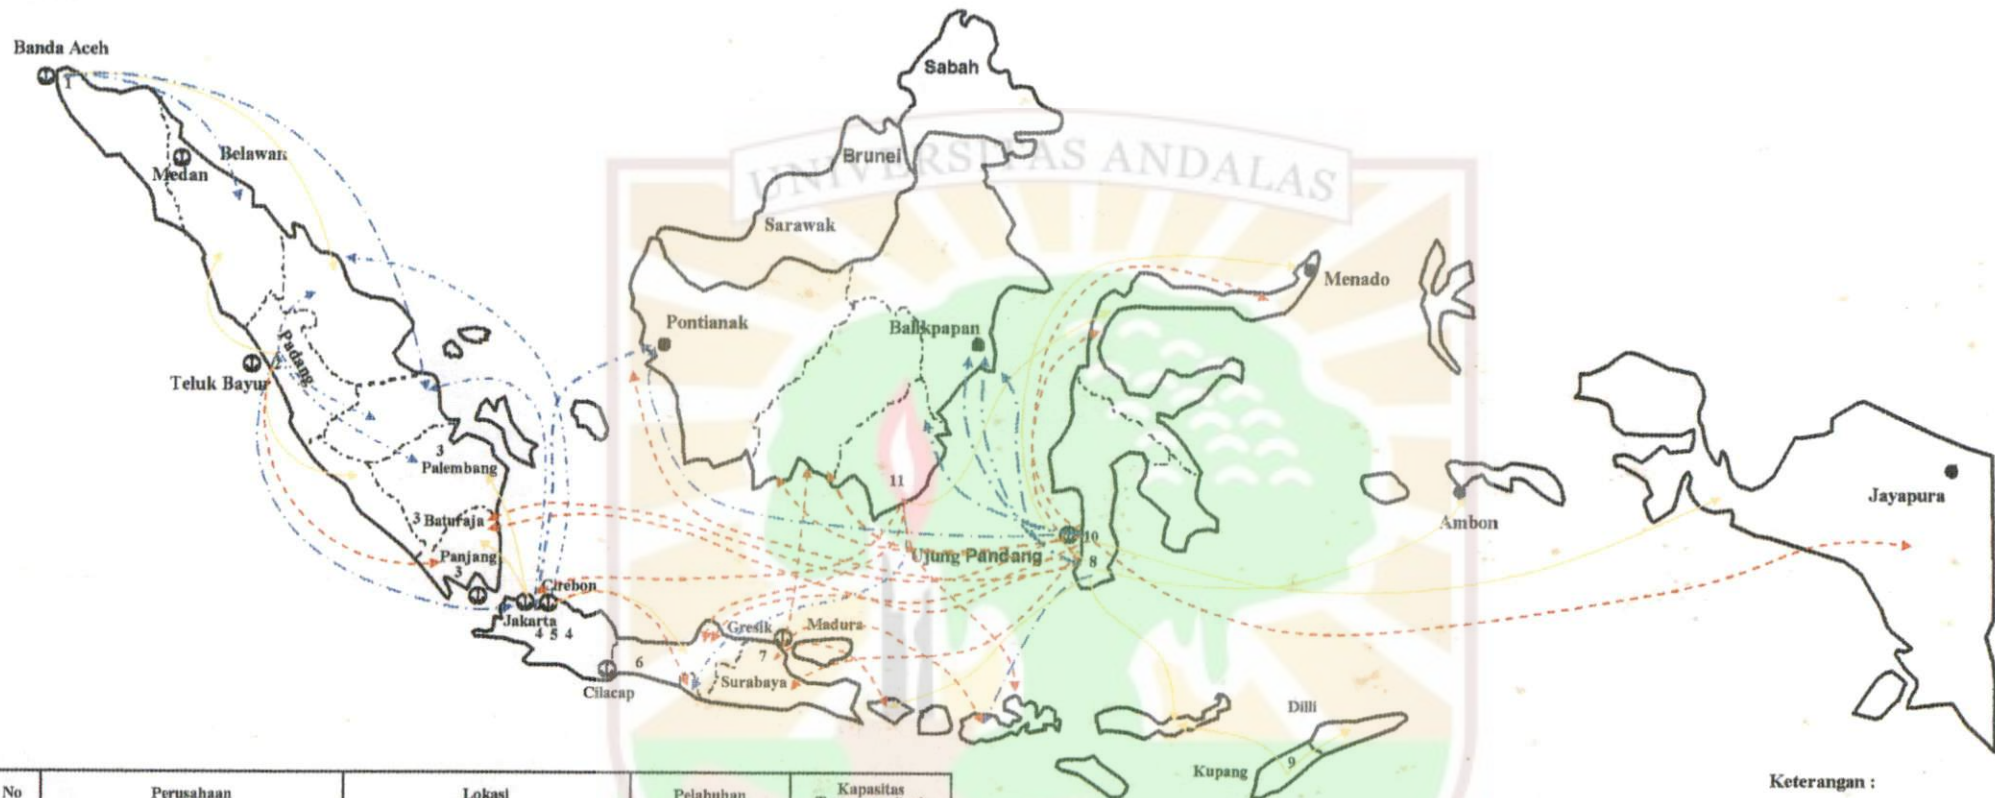 Banda Aceh
1
Sabah
Belawan
Medan
Brunei
UNIVERSITAS ANDALAS
Sarawak
Menado
Pontianak
Balikpapan
Padang
2
Teluk Bayur
3
Palembang
11
Jayapura
3 Baturaja
Ambon
10
Panjang
3
Ujung Pandang
8
Cirebon
Jakarta
4 5 4
Gresik
Madura
6
7
Surabaya
Cilacap
Dilli
Kupang
9
Keterangan :
No
Perusahaan
Lokasi
Pelabuhan
Kapasitas